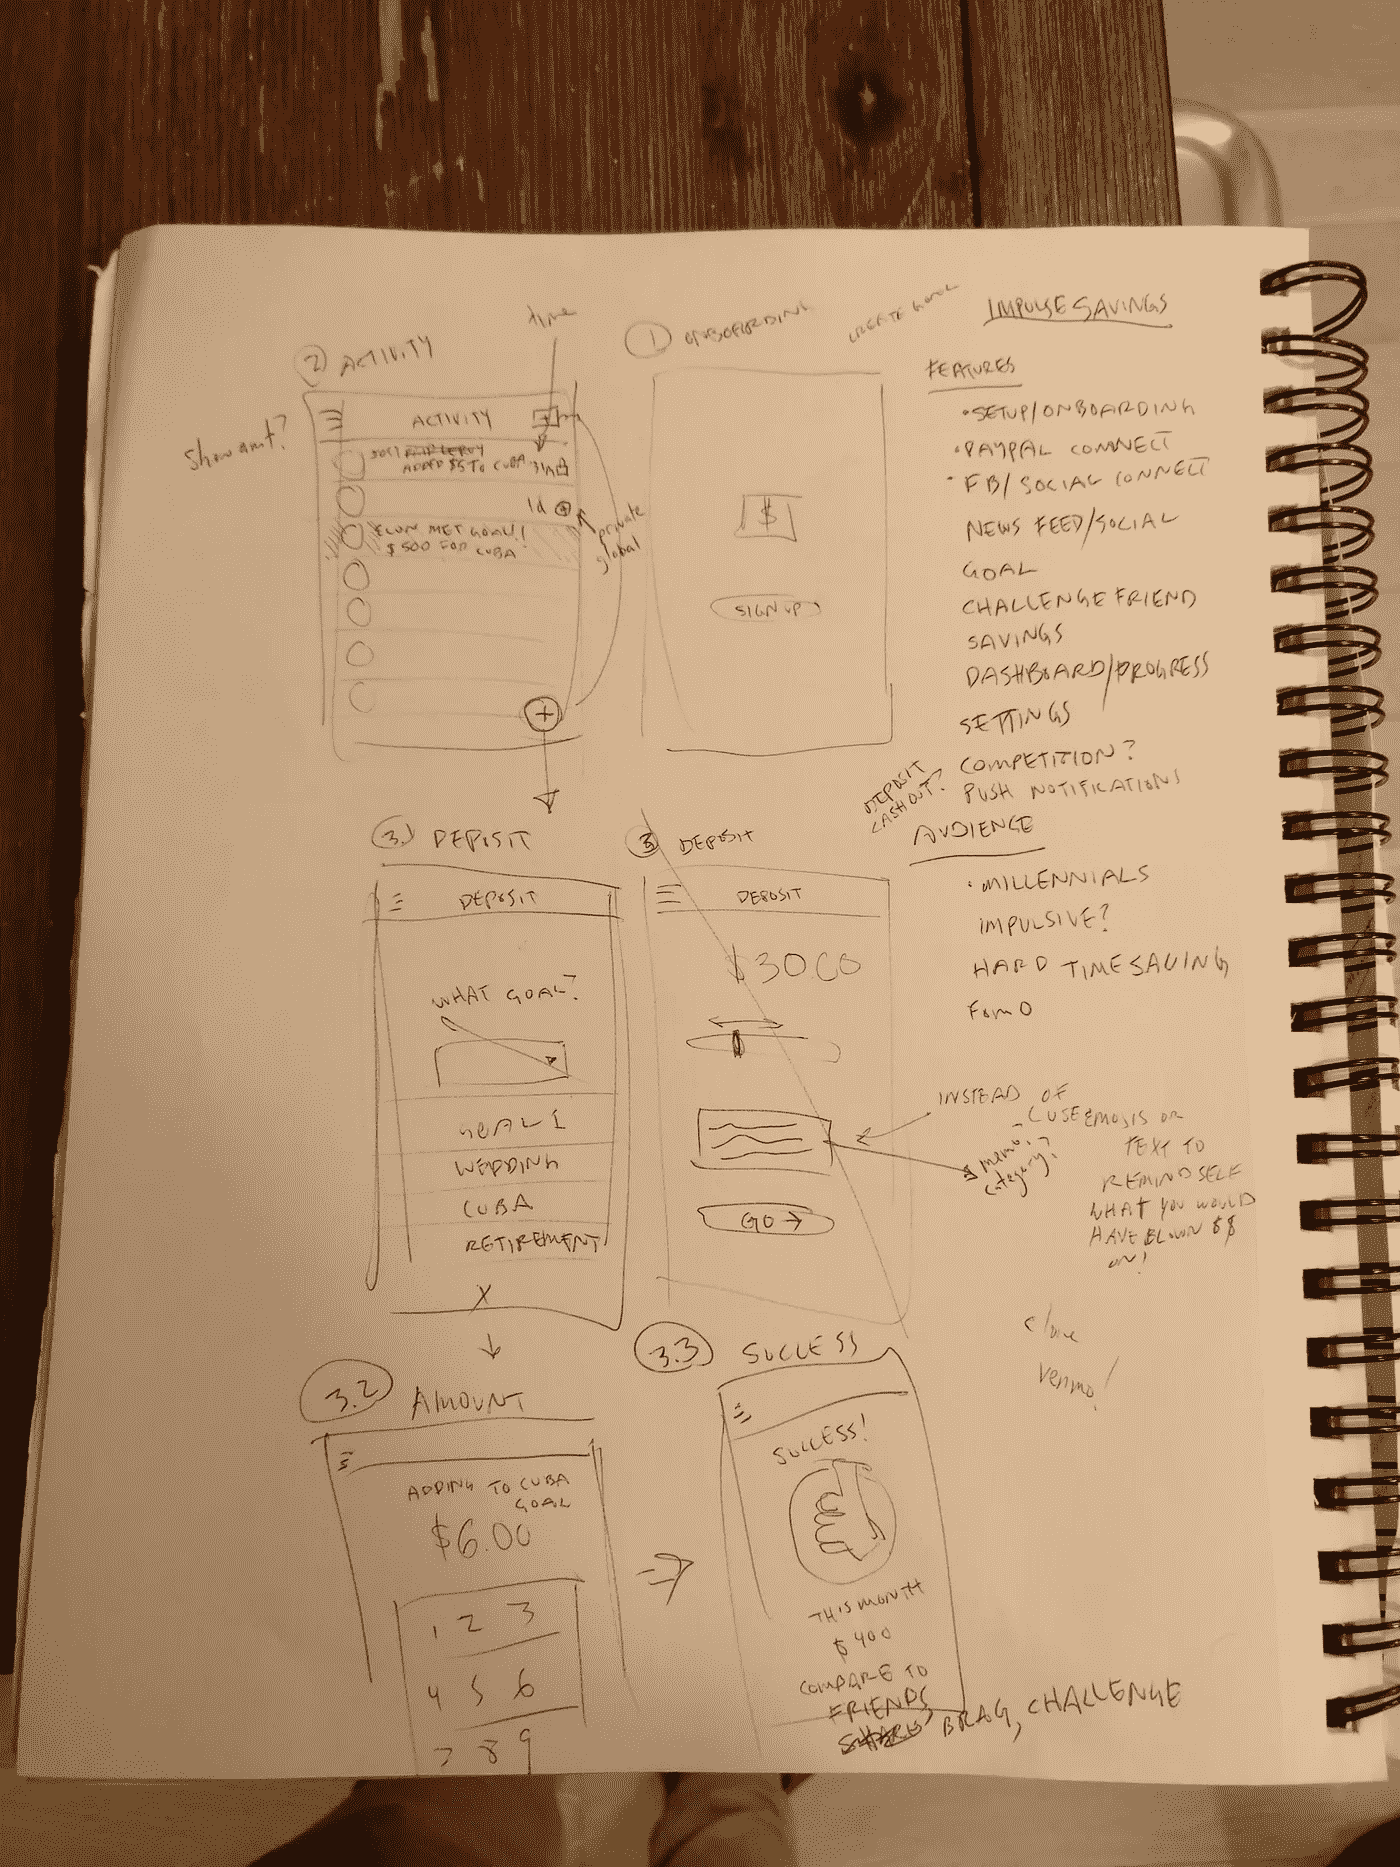 IMPULSE SAVINGS
FEATURES
• SETUP/ONBOARDING
• PAYPAL CONNECT
• FB/SOCIAL CONNECT
NEWS FEED/SOCIAL
GOAL
CHALLENGE FRIEND
SAVINGS
DASHBOARD/PROGRESS
SETTINGS
COMPETITION?
PUSH NOTIFICATIONS
DEPOSIT
CASHOUT?
AUDIENCE
• MILLENNIALS
IMPULSIVE?
HARD TIME SAVING
FOMO
1 ONBOARDING
CREATE GOAL
$
SIGN UP
2 ACTIVITY
time
Show amt?
ACTIVITY
+
ADDED $5 TO CUBA
1d
ELON MET GOAL!
$500 FOR CUBA
private
global
+
3.1 DEPOSIT
DEPOSIT
WHAT GOAL?
GOAL 1
WEDDING
CUBA
RETIREMENT
X
3 DEPOSIT
DEPOSIT
$30.00
GO →
INSTEAD OF
memo?
category?
USE EMOJIS OR
TEXT TO
REMIND SELF
WHAT YOU WOULD
HAVE BLOWN $$
ON!
clone
venmo!
3.2 AMOUNT
ADDING TO CUBA
GOAL
$6.00
1 2 3
4 5 6
7 8 9
3.3 SUCCESS
SUCCESS!
THIS MONTH
$400
COMPARE TO
FRIENDS,
SHARE BRAG, CHALLENGE